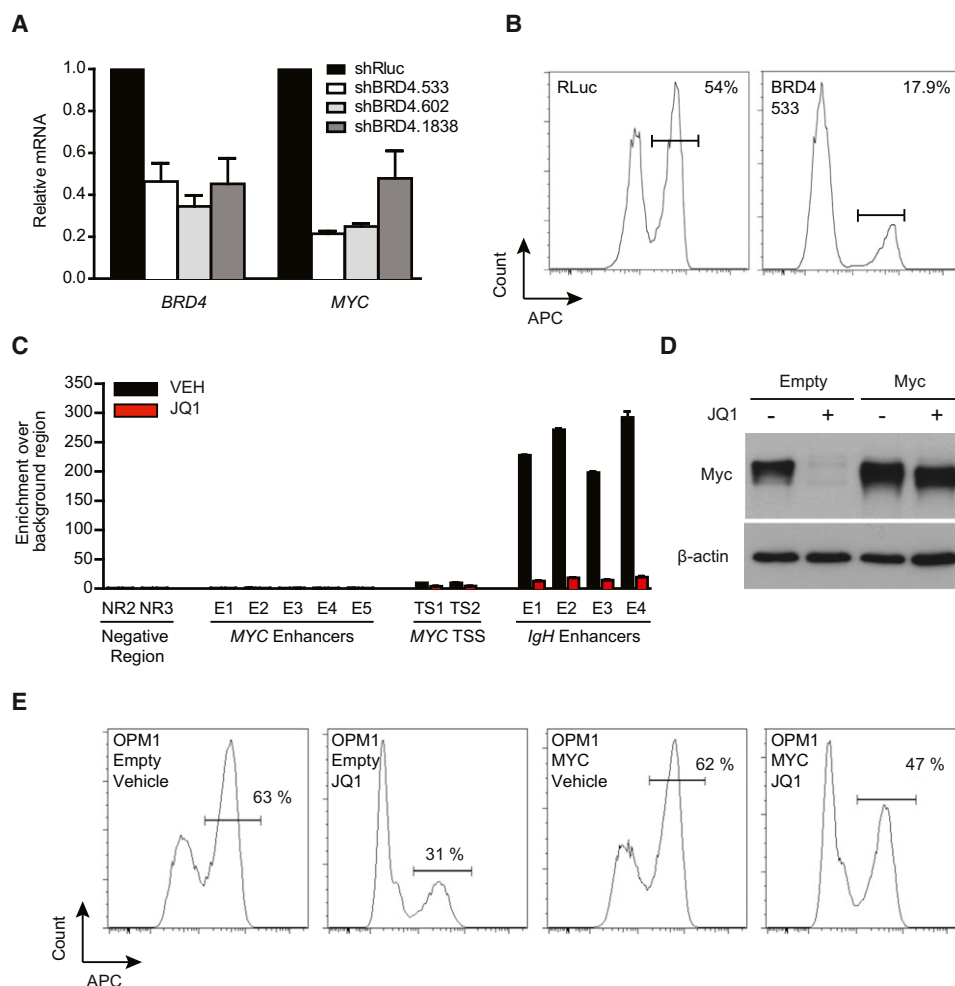 A
Relative mRNA
1.0
0.8
0.6
0.4
0.2
0.0
shRluc
shBRD4.533
shBRD4.602
shBRD4.1838
BRD4 MYC
B
RLuc 54%
BRD4 17.9%
533
Count
APC
C
VEH
JQ1
Enrichment over
background region
350
300
250
200
150
100
50
0
NR2 NR3 E1 E2 E3 E4 E5 TS1 TS2 E1 E2 E3 E4
Negative
Region
MYC Enhancers
MYC TSS
IgH Enhancers
D
Empty Myc
JQ1 - + - +
Myc
β-actin
E
OPM1
Empty
Vehicle
63 %
OPM1
Empty
JQ1
31 %
OPM1
MYC
Vehicle
62 %
OPM1
MYC
JQ1
47 %
Count
APC